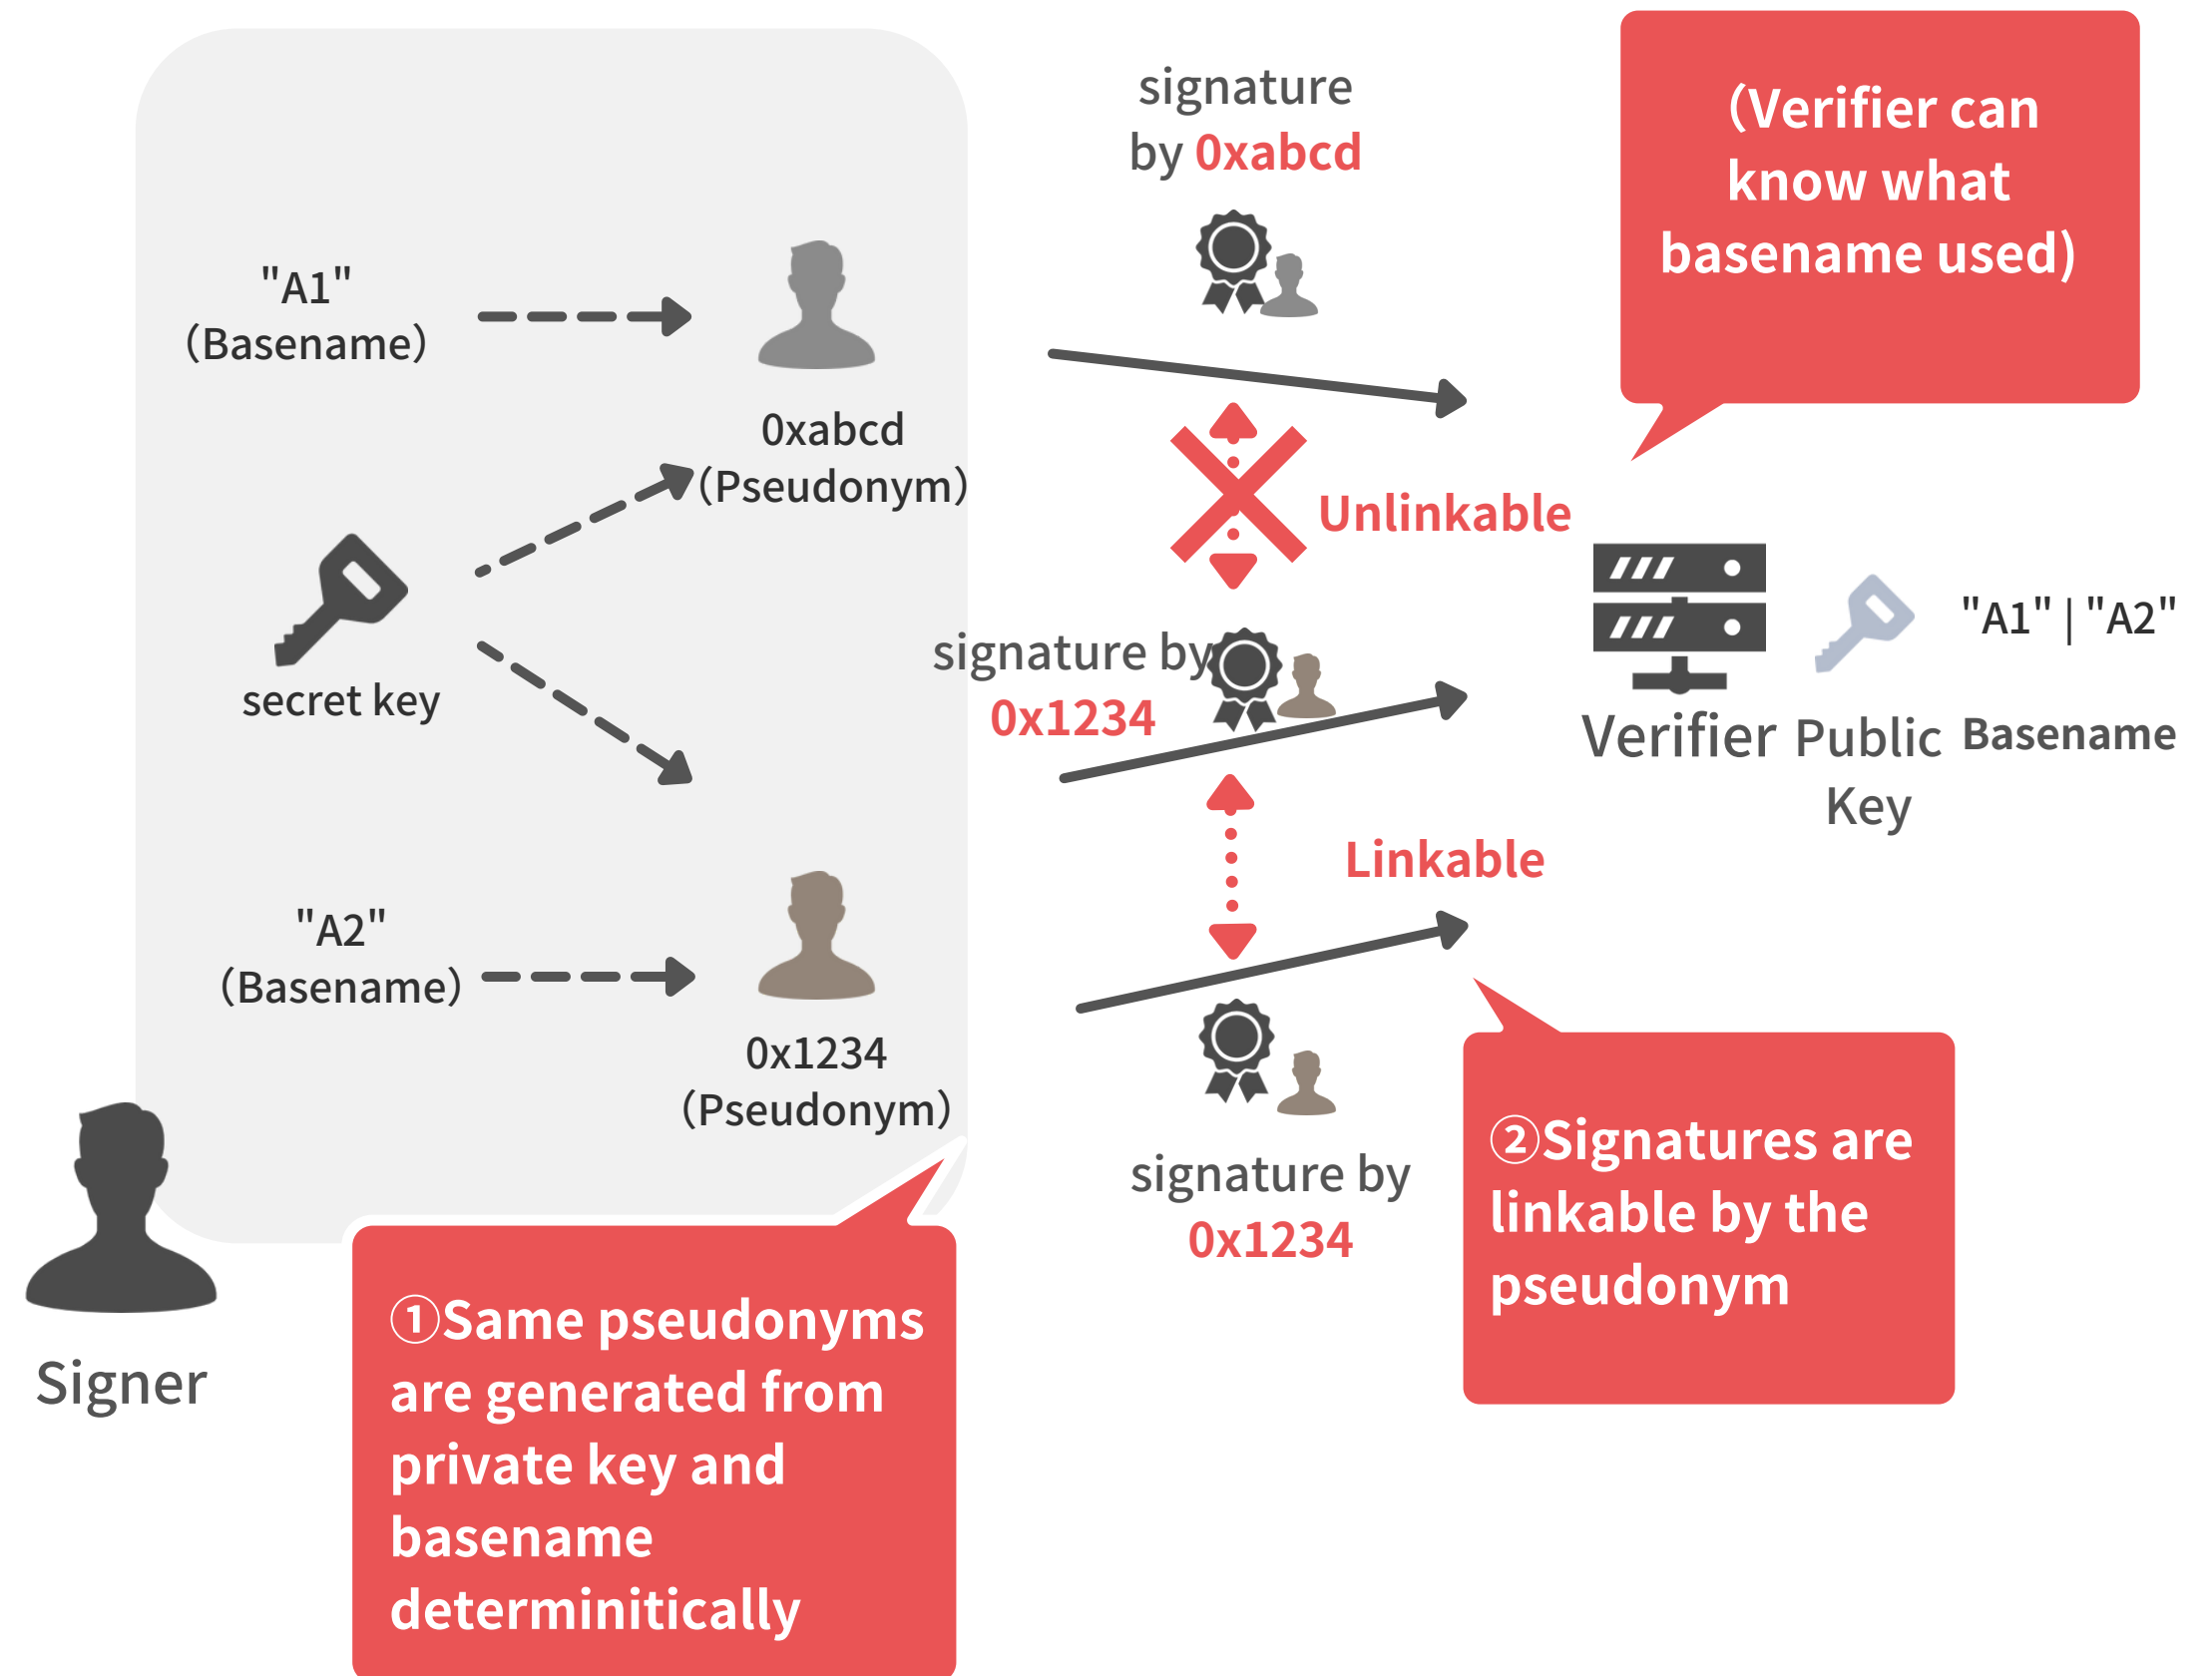 "A1"
（Basename）
0xabcd
（Pseudonym）
secret key
"A2"
（Basename）
0x1234
（Pseudonym）
Signer
①Same pseudonyms
are generated from
private key and
basename
determinitically
signature
by 0xabcd
Unlinkable
signature by
0x1234
Linkable
signature by
0x1234
(Verifier can
know what
basename used)
Verifier
Public
Key
"A1" | "A2"
Basename
②Signatures are
linkable by the
pseudonym